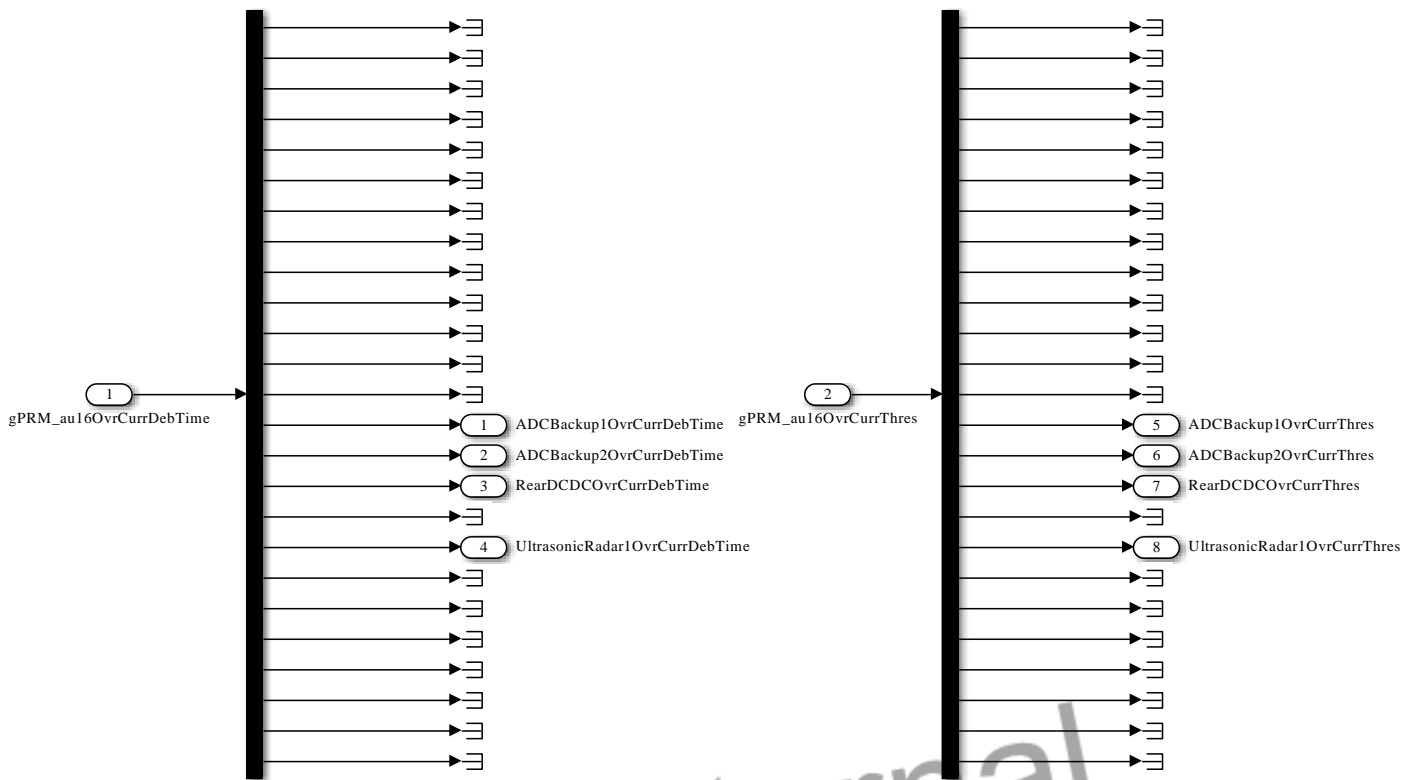 1
gPRM_au16OvrCurrDebTime
1 ADCBackup1OvrCurrDebTime
2 ADCBackup2OvrCurrDebTime
3 RearDCDCOvrCurrDebTime
4 UltrasonicRadar1OvrCurrDebTime
2
gPRM_au16OvrCurrThres
5 ADCBackup1OvrCurrThres
6 ADCBackup2OvrCurrThres
7 RearDCDCOvrCurrThres
8 UltrasonicRadar1OvrCurrThres